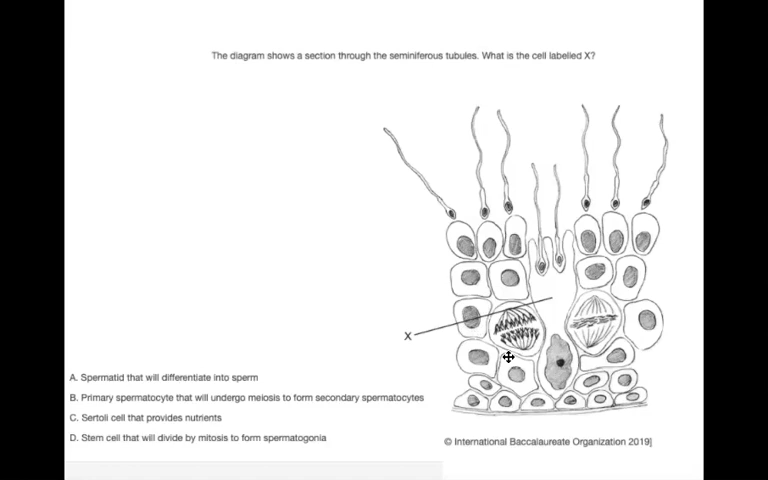 The diagram shows a section through the seminiferous tubules. What is the cell labelled X?
X
A. Spermatid that will differentiate into sperm
B. Primary spermatocyte that will undergo meiosis to form secondary spermatocytes
C. Sertoli cell that provides nutrients
D. Stem cell that will divide by mitosis to form spermatogonia
© International Baccalaureate Organization 2019]